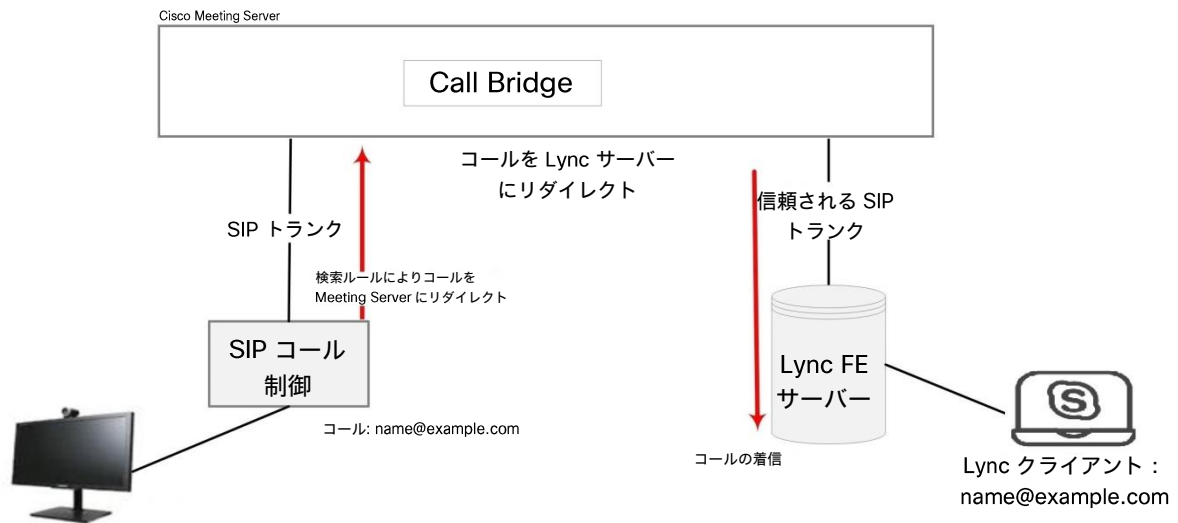 Cisco Meeting Server
Call Bridge
コールを Lync サーバー
にリダイレクト
信頼される SIP
トランク
SIP トランク
検索ルールによりコールを
Meeting Server にリダイレクト
SIP コール
制御
Lync FE
サーバー
コール: name@example.com
コールの着信
Lync クライアント：
name@example.com